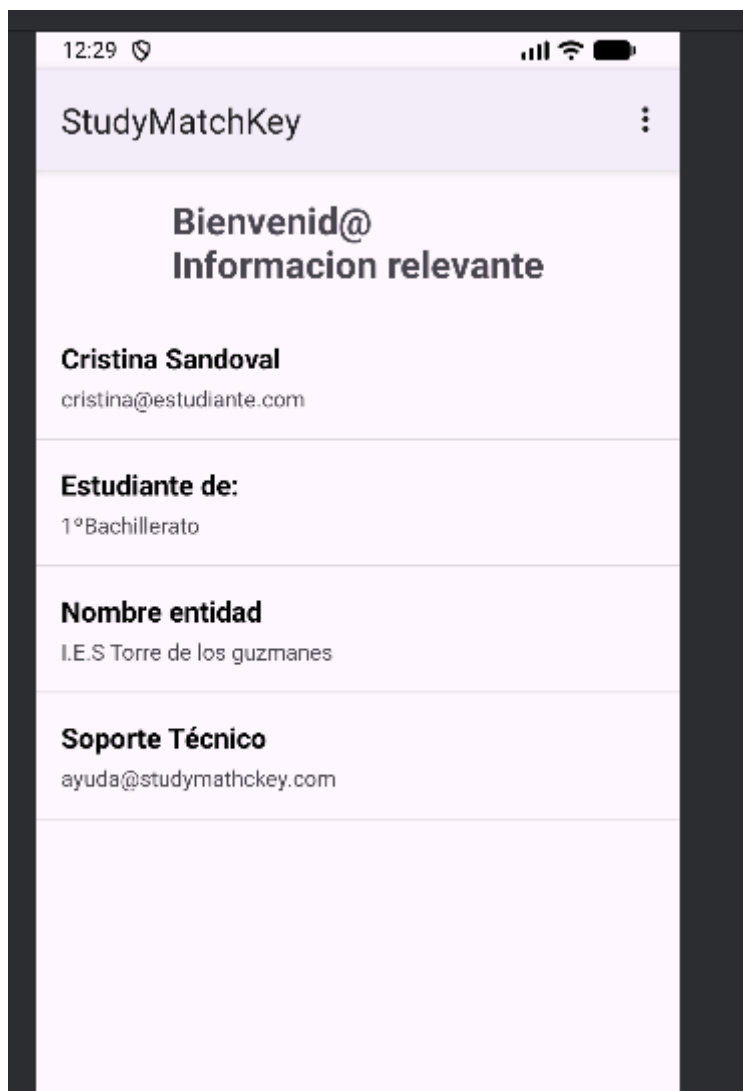 12:29
StudyMatchKey
Bienvenid@
Informacion relevante
Cristina Sandoval
cristina@estudiante.com
Estudiante de:
1ºBachillerato
Nombre entidad
I.E.S Torre de los guzmanes
Soporte Técnico
ayuda@studymathckey.com